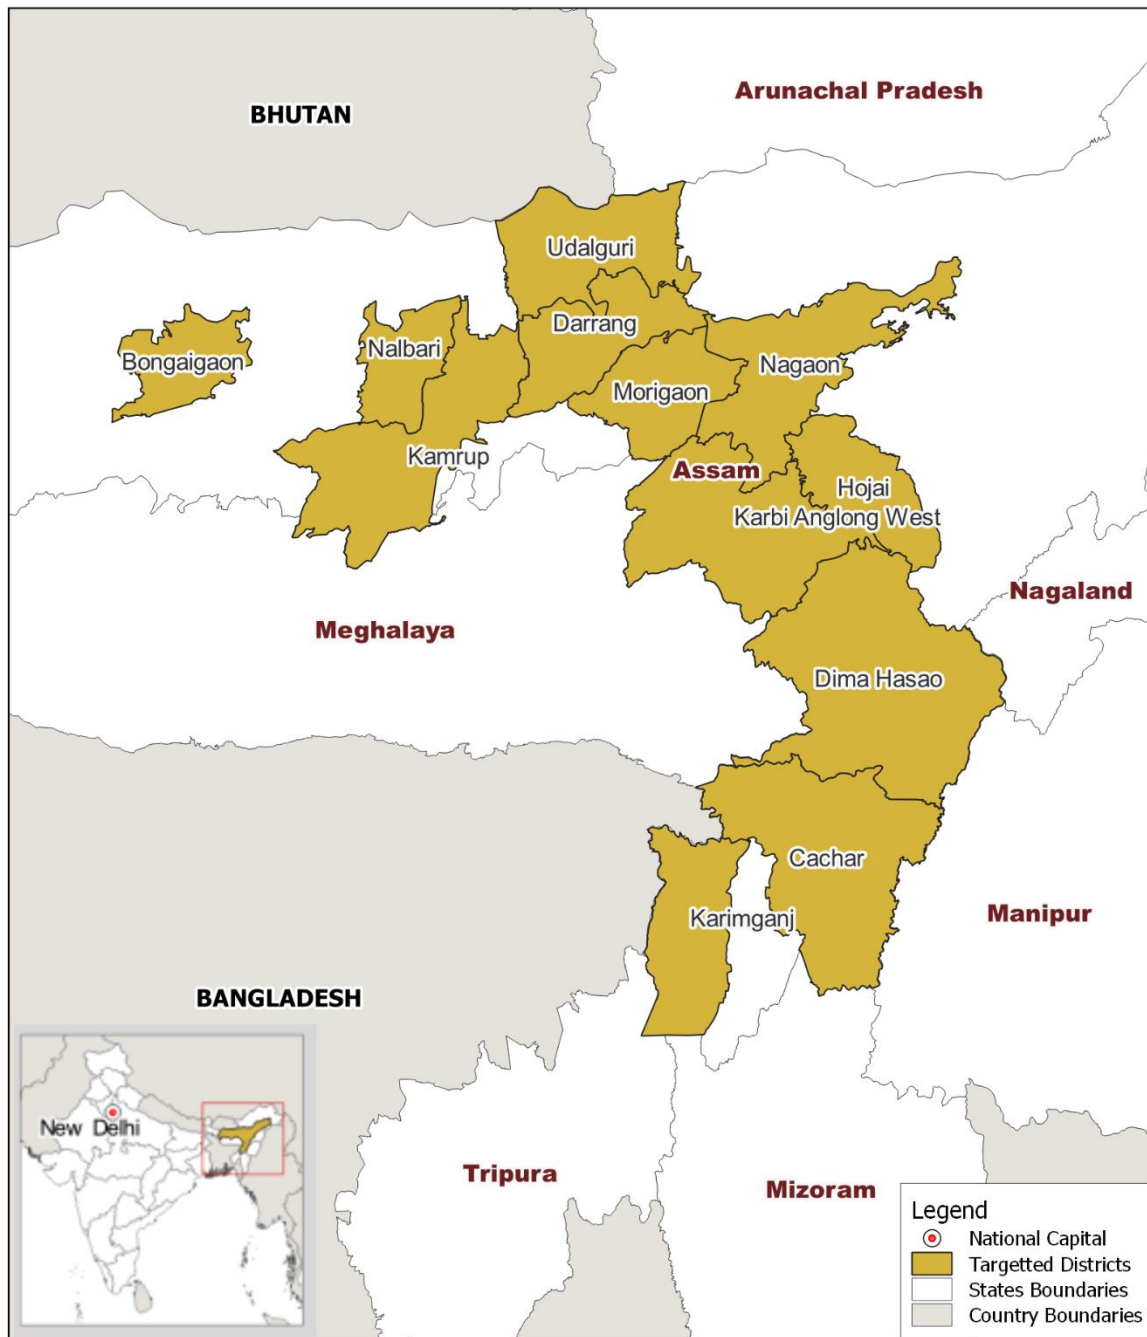 Arunachal Pradesh
BHUTAN
Udalguri
Darrang
Bongaigaon
Nalbari
Nagaon
Morigaon
Kamrup
Assam
Hojai
Karbi Anglong West
Nagaland
Meghalaya
Dima Hasao
Cachar
Karimganj
Manipur
BANGLADESH
New Delhi
Tripura
Mizoram
Legend
National Capital
Targetted Districts
States Boundaries
Country Boundaries